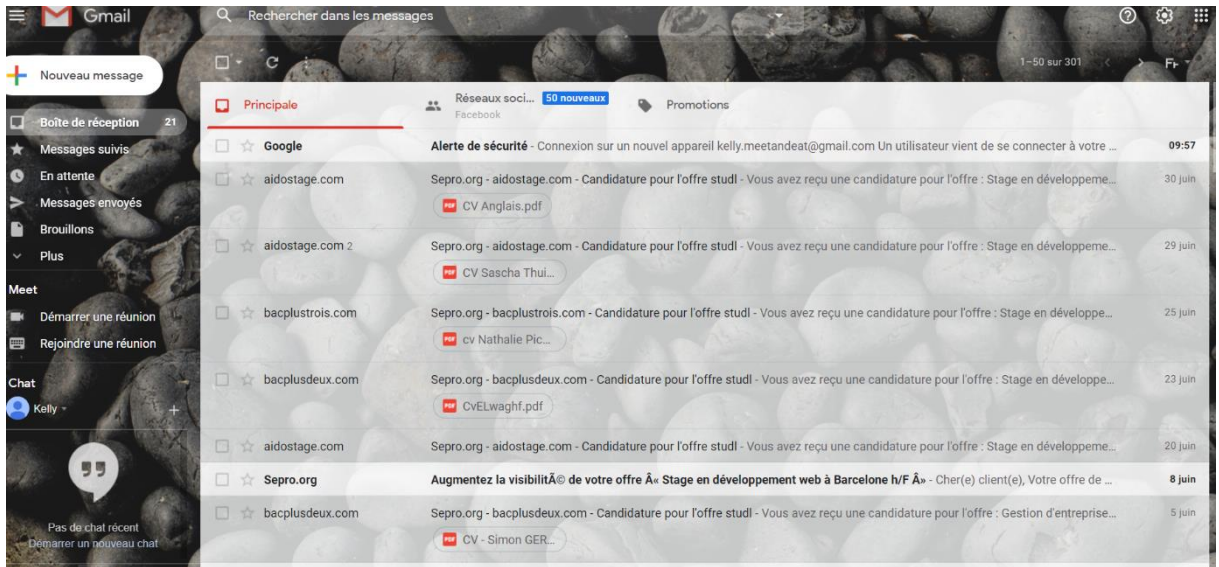 Gmail
Rechercher dans les messages
Nouveau message
1–50 sur 301
Fr
Boîte de réception 21
Messages suivis
En attente
Messages envoyés
Brouillons
Plus
Meet
Démarrer une réunion
Rejoindre une réunion
Chat
Kelly
Pas de chat récent
Démarrer un nouveau chat
Principale
Réseaux soci... 50 nouveaux
Facebook
Promotions
Google Alerte de sécurité - Connexion sur un nouvel appareil kelly.meetandeat@gmail.com Un utilisateur vient de se connecter à votre ... 09:57
aidostage.com Sepro.org - aidostage.com - Candidature pour l'offre studl - Vous avez reçu une candidature pour l'offre : Stage en développeme... 30 juin
PDF CV Anglais.pdf
aidostage.com 2 Sepro.org - aidostage.com - Candidature pour l'offre studl - Vous avez reçu une candidature pour l'offre : Stage en développeme... 29 juin
PDF CV Sascha Thui...
bacplustrois.com Sepro.org - bacplustrois.com - Candidature pour l'offre studl - Vous avez reçu une candidature pour l'offre : Stage en développe... 25 juin
PDF cv Nathalie Pic...
bacplusdeux.com Sepro.org - bacplusdeux.com - Candidature pour l'offre studl - Vous avez reçu une candidature pour l'offre : Stage en développe... 23 juin
PDF CvELwaghf.pdf
aidostage.com Sepro.org - aidostage.com - Candidature pour l'offre studl - Vous avez reçu une candidature pour l'offre : Stage en développeme... 20 juin
Sepro.org Augmentez la visibilitÃ© de votre offre Â« Stage en développement web à Barcelone h/F Â» - Cher(e) client(e), Votre offre de ... 8 juin
bacplusdeux.com Sepro.org - bacplusdeux.com - Candidature pour l'offre studl - Vous avez reçu une candidature pour l'offre : Gestion d'entreprise... 5 juin
PDF CV - Simon GER...